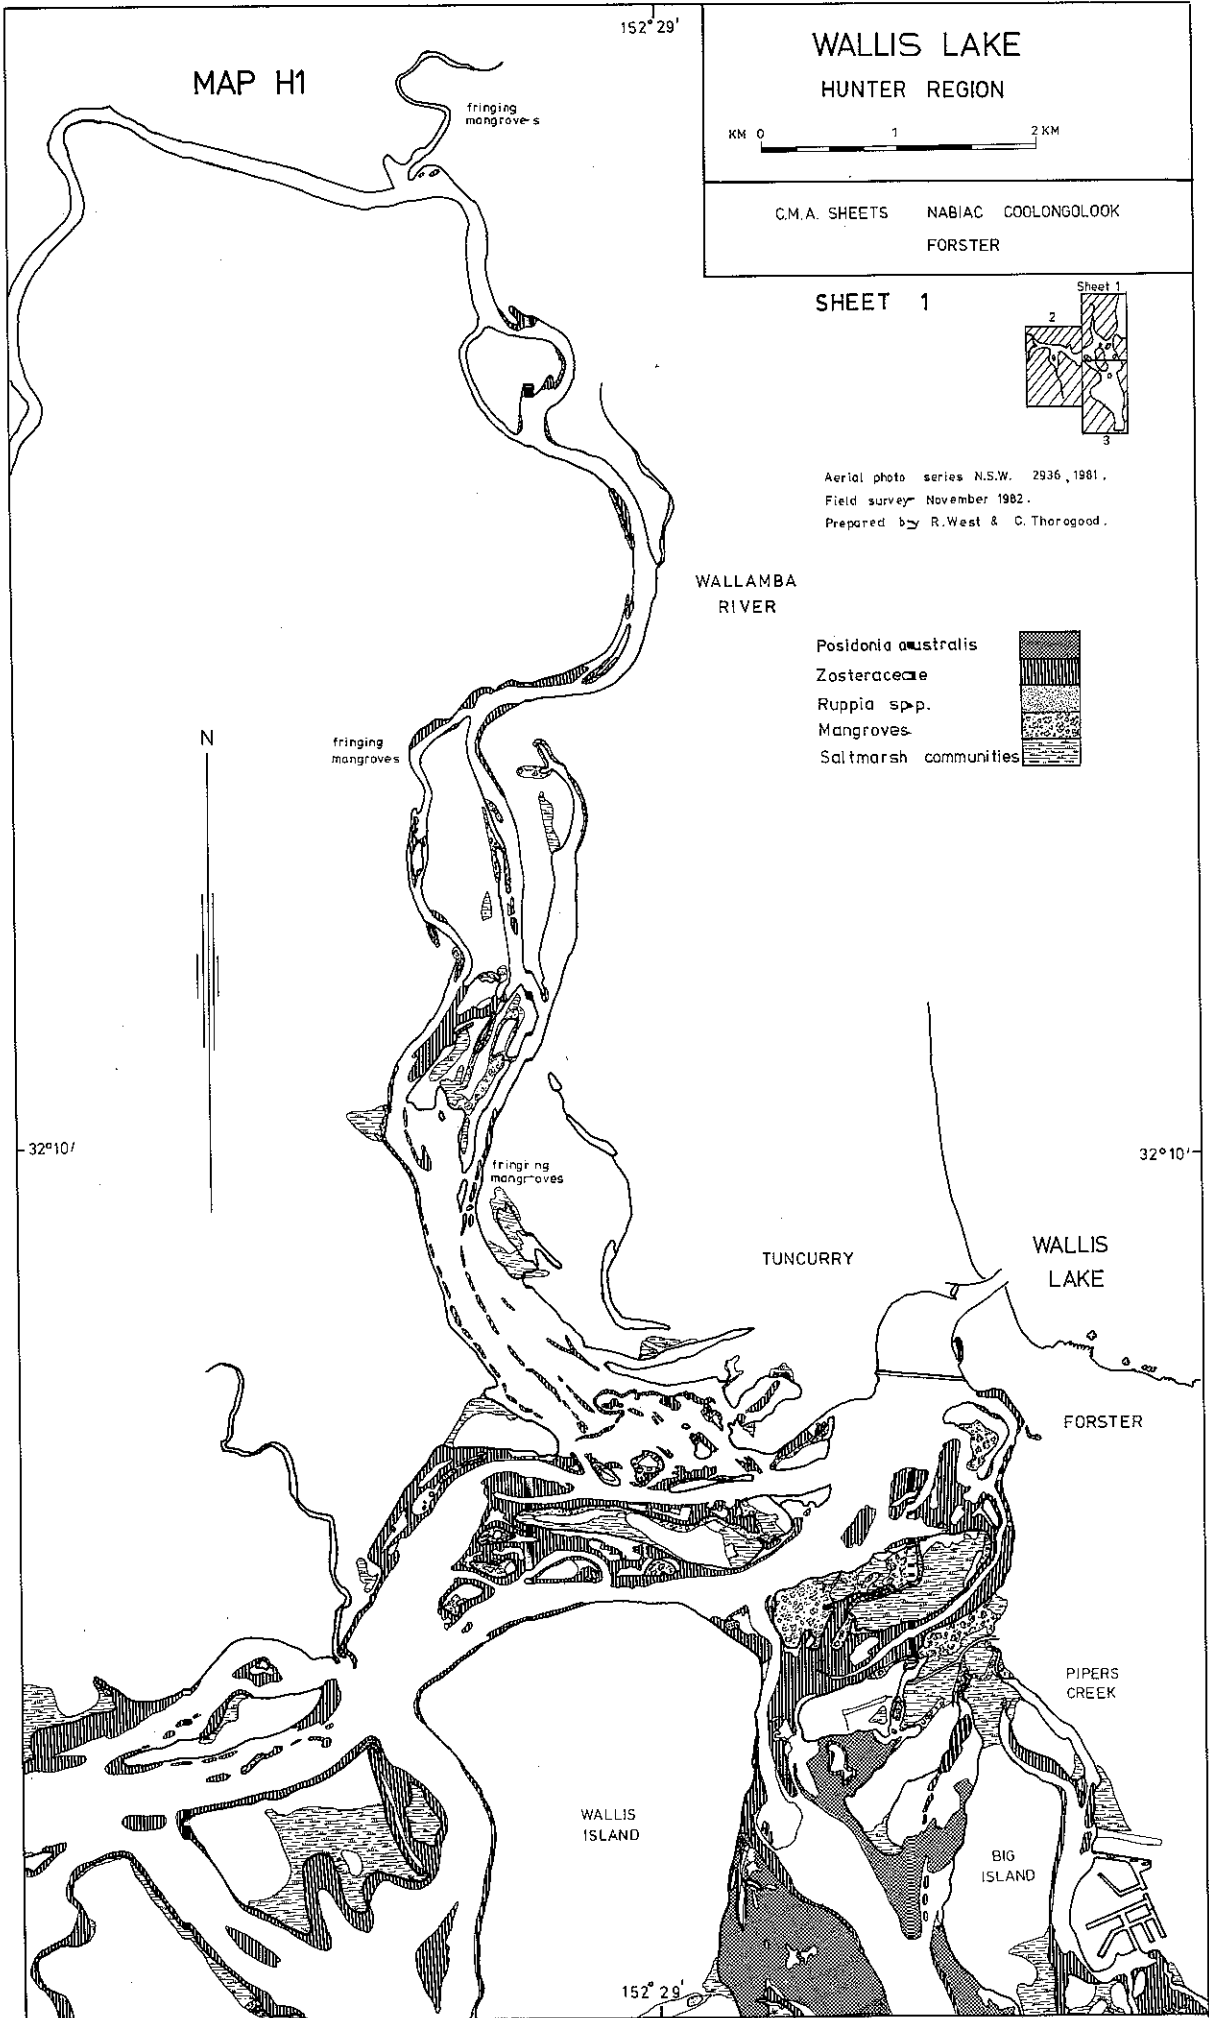 152° 29'
MAP H1
WALLIS LAKE
HUNTER REGION
KM 0 1 2 KM
C.M.A. SHEETS NABIAC COOLONGOLOOK
FORSTER
fringing
mangroves
SHEET 1
Sheet 1
2
3
Aerial photo series N.S.W. 2936, 1981.
Field survey November 1982.
Prepared by R.West & C.Thorogood.
WALLAMBA
RIVER
Posidonia australis
Zosteraceae
Ruppia spp.
Mangroves
Saltmarsh communities
N
fringing
mangroves
32°10'
32°10'
fringing
mangroves
TUNCURRY
WALLIS
LAKE
FORSTER
PIPERS
CREEK
WALLIS
ISLAND
BIG
ISLAND
152° 29'